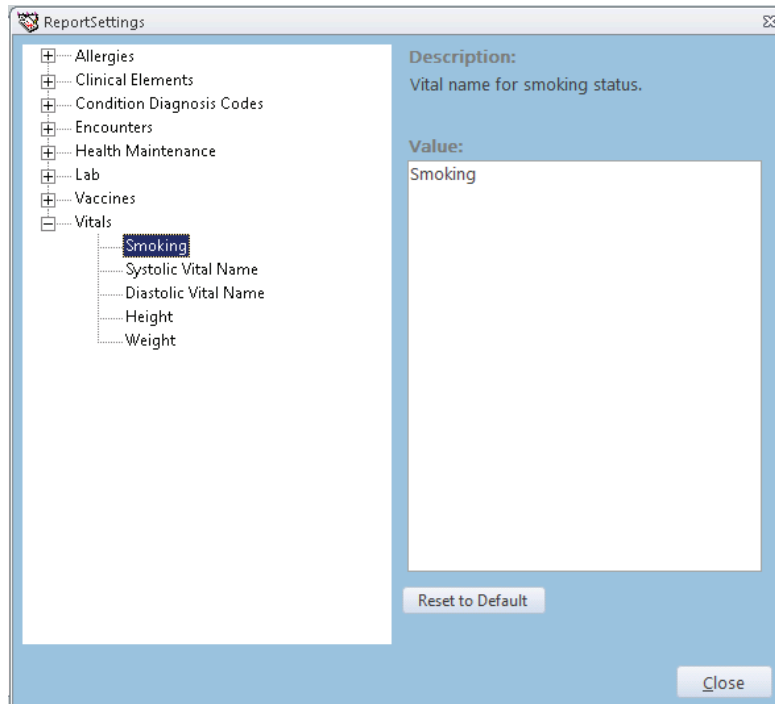 ReportSettings
Allergies
Clinical Elements
Condition Diagnosis Codes
Encounters
Health Maintenance
Lab
Vaccines
Vitals
Smoking
Systolic Vital Name
Diastolic Vital Name
Height
Weight
Description:
Vital name for smoking status.
Value:
Smoking
Reset to Default
Close